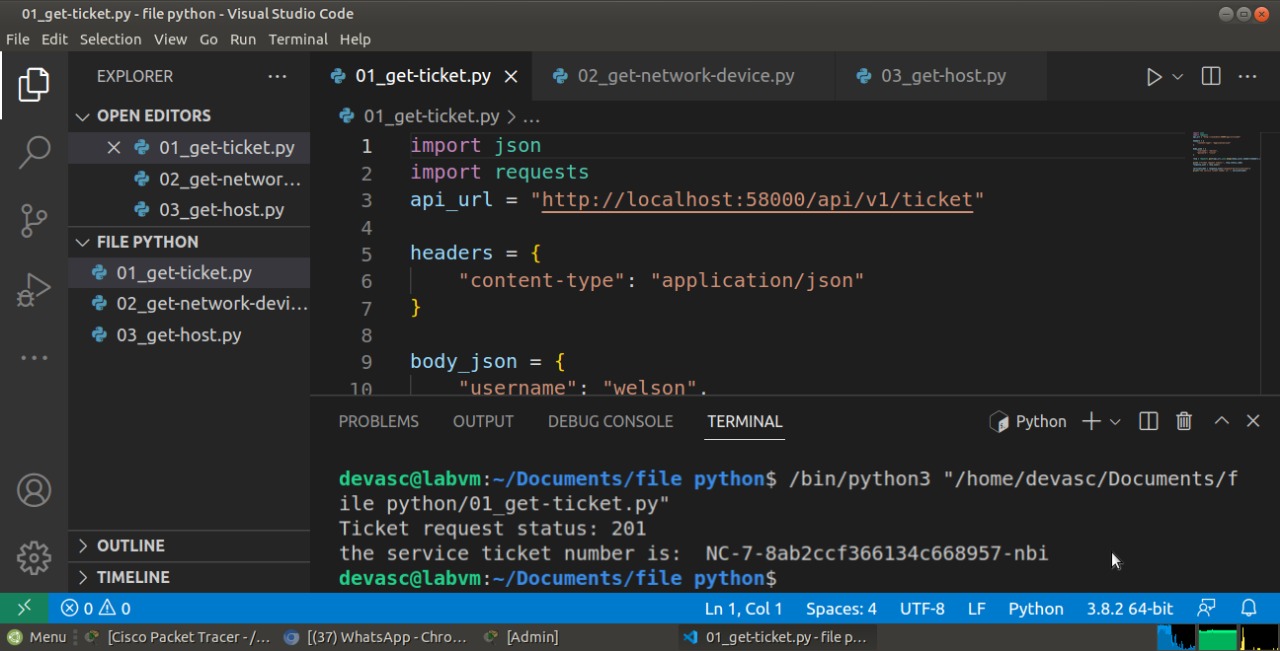 01_get-ticket.py - file python - Visual Studio Code
File Edit Selection View Go Run Terminal Help
EXPLORER
OPEN EDITORS
01_get-ticket.py
02_get-networ...
03_get-host.py
FILE PYTHON
01_get-ticket.py
02_get-network-devi...
03_get-host.py
OUTLINE
TIMELINE
01_get-ticket.py 02_get-network-device.py 03_get-host.py
01_get-ticket.py > ...
1 import json
2 import requests
3 api_url = "http://localhost:58000/api/v1/ticket"
4
5 headers = {
6 "content-type": "application/json"
7 }
8
9 body_json = {
10 "username": "welson",
PROBLEMS OUTPUT DEBUG CONSOLE TERMINAL Python
devasc@labvm:~/Documents/file python$ /bin/python3 "/home/devasc/Documents/f
ile python/01_get-ticket.py"
Ticket request status: 201
the service ticket number is:  NC-7-8ab2ccf366134c668957-nbi
devasc@labvm:~/Documents/file python$
0 0 Ln 1, Col 1 Spaces: 4 UTF-8 LF Python 3.8.2 64-bit
Menu [Cisco Packet Tracer - /... [(37) WhatsApp - Chro... [Admin] 01_get-ticket.py - file p...